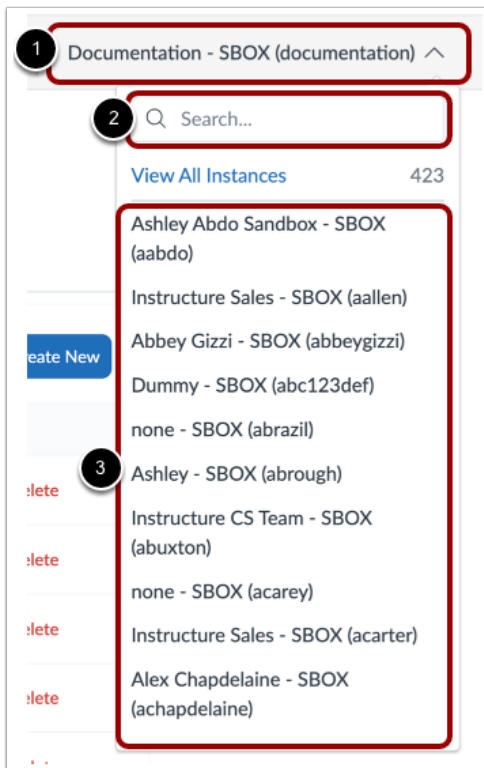 1
Documentation - SBOX (documentation)
2
Search...
View All Instances 423
Ashley Abdo Sandbox - SBOX
(aabdo)
Instructure Sales - SBOX (aallen)
Abbey Gizzi - SBOX (abbeygizzi)
eate New
Dummy - SBOX (abc123def)
none - SBOX (abrazil)
3
Ashley - SBOX (abrough)
elete
Instructure CS Team - SBOX
(abuxton)
elete
none - SBOX (acarey)
elete
Instructure Sales - SBOX (acarter)
Alex Chapdelaine - SBOX
elete
(achapdelaine)